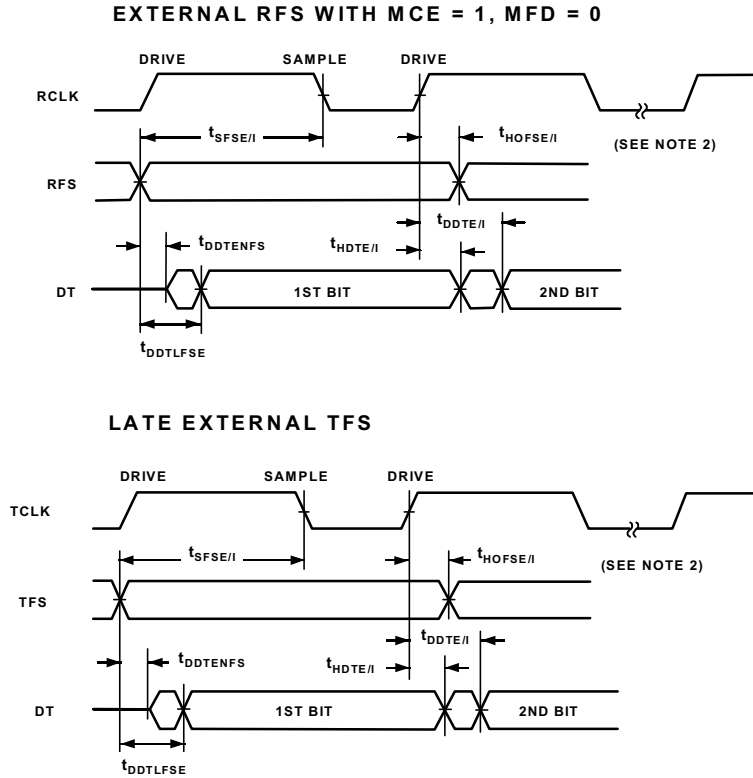 EXTERNAL RFS WITH MCE = 1, MFD = 0
DRIVE SAMPLE DRIVE
RCLK
tSFSE/I tHOFSE/I (SEE NOTE 2)
RFS
tDDTE/I
tDDTENFS tHDTE/I
DT 1ST BIT 2ND BIT
tDDTLFSE
LATE EXTERNAL TFS
DRIVE SAMPLE DRIVE
TCLK
tSFSE/I tHOFSE/I (SEE NOTE 2)
TFS
tDDTE/I
tDDTENFS tHDTE/I
DT 1ST BIT 2ND BIT
tDDTLFSE